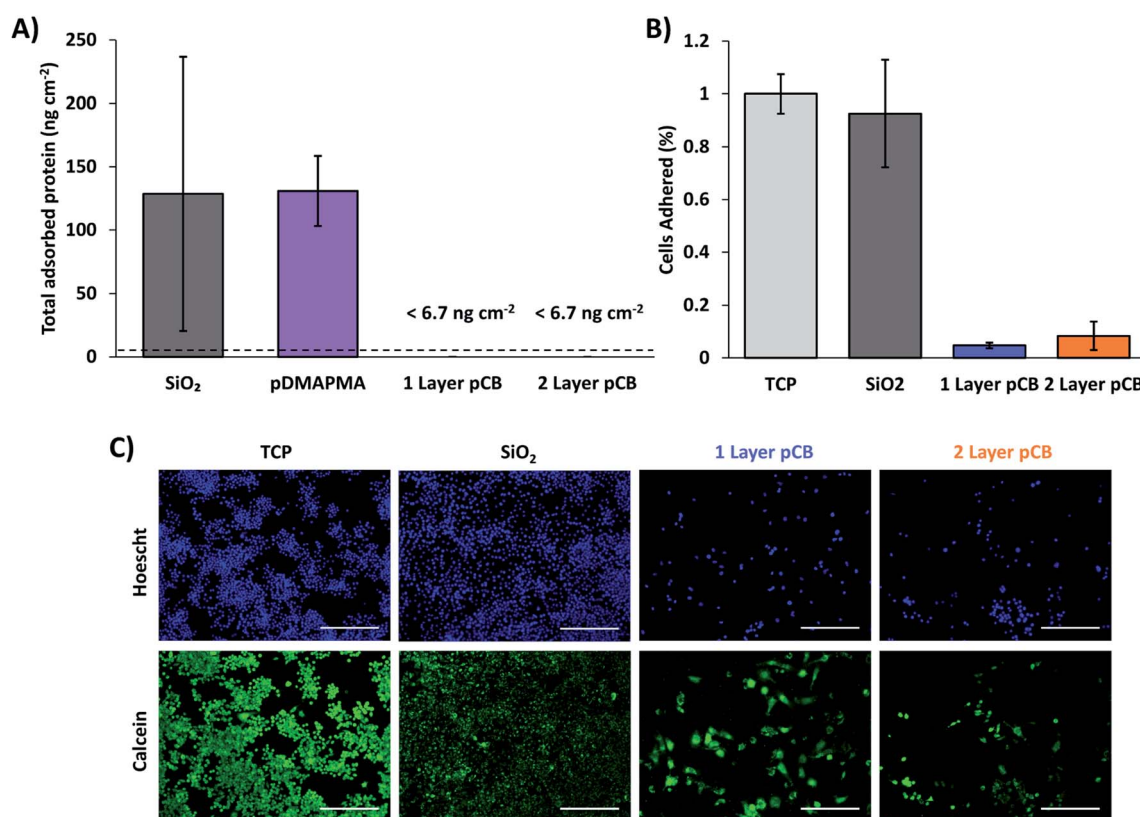 A)
Total adsorbed protein (ng cm⁻²)
250
200
150
100
50
0
< 6.7 ng cm⁻² < 6.7 ng cm⁻²
SiO₂ pDMAPMA 1 Layer pCB 2 Layer pCB
B)
Cells Adhered (%)
1.2
1
0.8
0.6
0.4
0.2
0
TCP SiO2 1 Layer pCB 2 Layer pCB
C)
TCP SiO₂ 1 Layer pCB 2 Layer pCB
Hoescht
Calcein